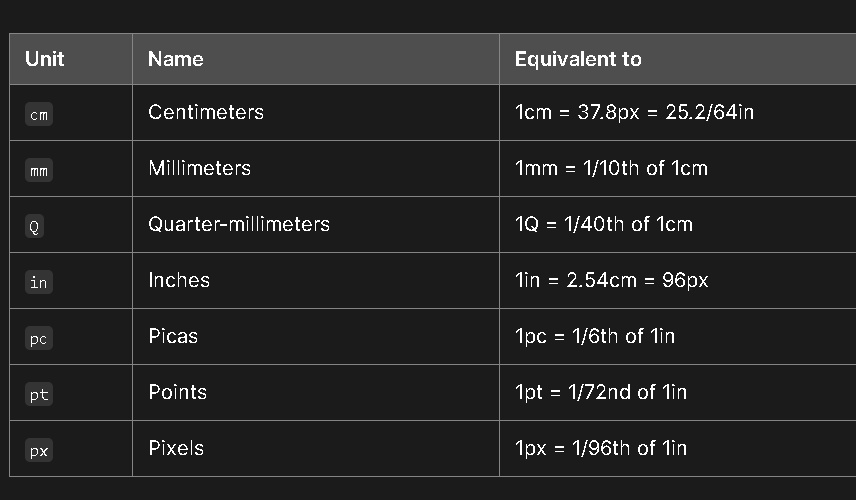 Unit Name Equivalent to
cm Centimeters 1cm = 37.8px = 25.2/64in
mm Millimeters 1mm = 1/10th of 1cm
Q Quarter-millimeters 1Q = 1/40th of 1cm
in Inches 1in = 2.54cm = 96px
pc Picas 1pc = 1/6th of 1in
pt Points 1pt = 1/72nd of 1in
px Pixels 1px = 1/96th of 1in